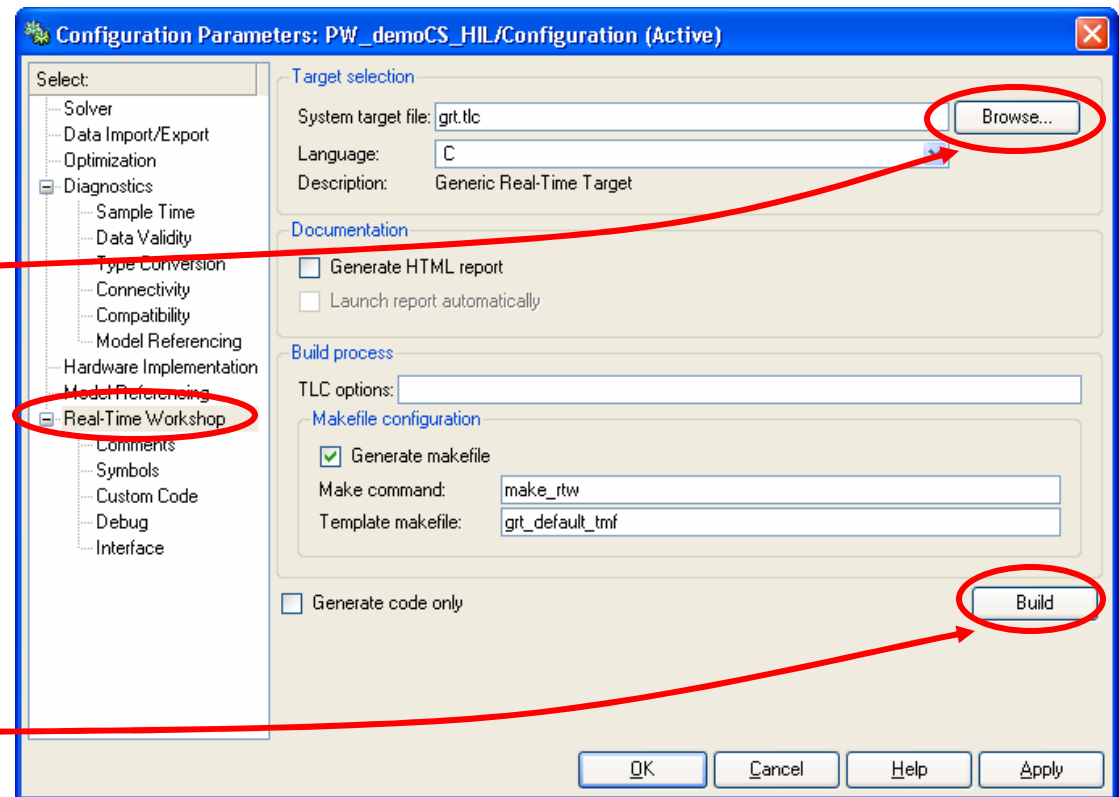 Configuration Parameters: PW_demoCS_HIL/Configuration (Active)
Select:
Solver
Data Import/Export
Optimization
Diagnostics
Sample Time
Data Validity
Type Conversion
Connectivity
Compatibility
Model Referencing
Hardware Implementation
Model Referencing
Real-Time Workshop
Comments
Symbols
Custom Code
Debug
Interface
Target selection
System target file: grt.tlc Browse...
Language: C
Description: Generic Real-Time Target
Documentation
Generate HTML report
Launch report automatically
Build process
TLC options:
Makefile configuration
Generate makefile
Make command: make_rtw
Template makefile: grt_default_tmf
Generate code only Build
OK Cancel Help Apply